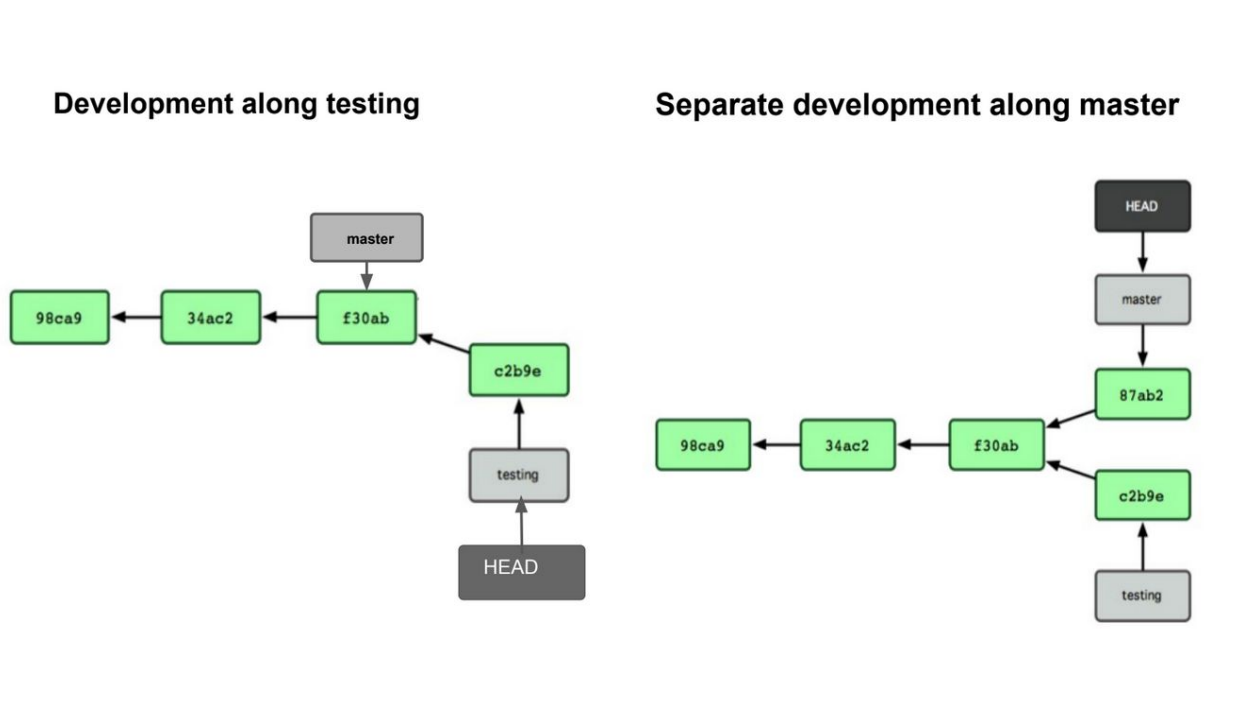 Development along testing
master
98ca9
34ac2
f30ab
c2b9e
testing
HEAD
Separate development along master
HEAD
master
87ab2
98ca9
34ac2
f30ab
c2b9e
testing